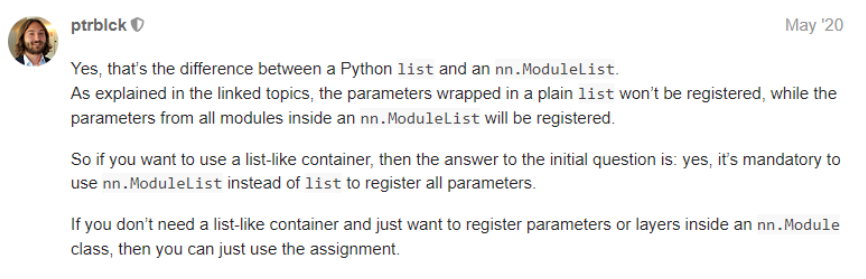 ptrblck
May '20
Yes, that's the difference between a Python list and an nn.ModuleList.
As explained in the linked topics, the parameters wrapped in a plain list won't be registered, while the
parameters from all modules inside an nn.ModuleList will be registered.
So if you want to use a list-like container, then the answer to the initial question is: yes, it's mandatory to
use nn.ModuleList instead of list to register all parameters.
If you don't need a list-like container and just want to register parameters or layers inside an nn.Module
class, then you can just use the assignment.